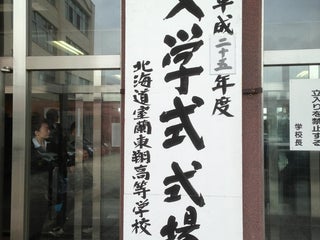 平成二十五年度
入学式式場
北海道室蘭東翔高等学校
立入りを禁止する
学校長